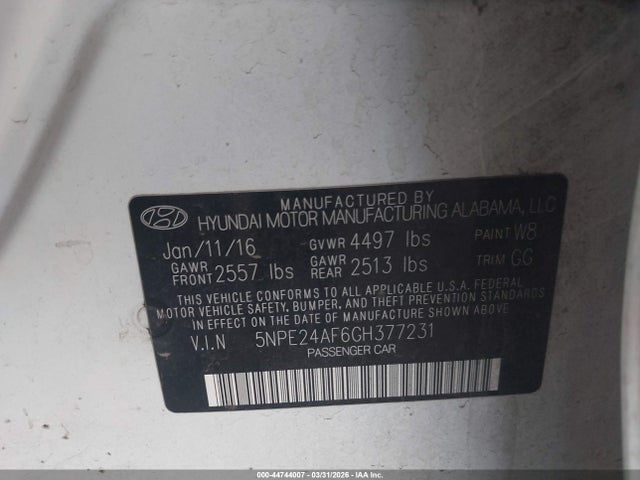 MANUFACTURED BY
HYUNDAI MOTOR MANUFACTURING ALABAMA, LLC
Jan/11/16 GVWR 4497 lbs PAINT W8
GAWR FRONT 2557 lbs GAWR REAR 2513 lbs TRIM GG
THIS VEHICLE CONFORMS TO ALL APPLICABLE U.S.A. FEDERAL
MOTOR VEHICLE SAFETY, BUMPER, AND THEFT PREVENTION
STANDARDS IN EFFECT ON THE DATE OF MANUFACTURE SHOWN ABOVE
V.I.N 5NPE24AF6GH377231
PASSENGER CAR
000-44744007 - 03/31/2026 - Copyright IAA, LLC